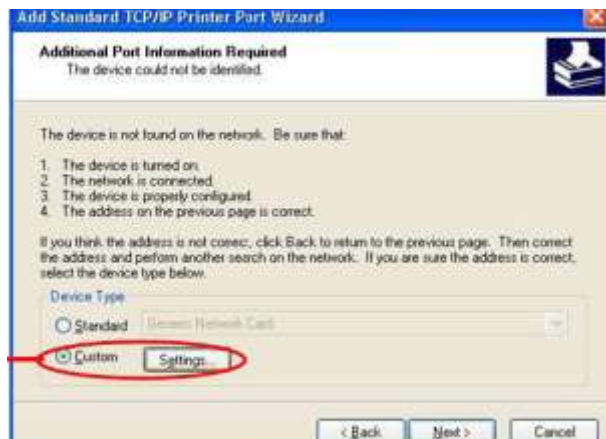 Add Standard TCP/IP Printer Port Wizard
Additional Port Information Required
The device could not be identified.
The device is not found on the network. Be sure that:
1. The device is turned on.
2. The network is connected.
3. The device is properly configured.
4. The address on the previous page is correct.
If you think the address is not correc, click Back to return to the previous page. Then correct
the address and perform another search on the network. If you are sure the address is correct,
select the device type below.
Device Type
Standard Generic Network Card
Custom Settings...
< Back Next > Cancel